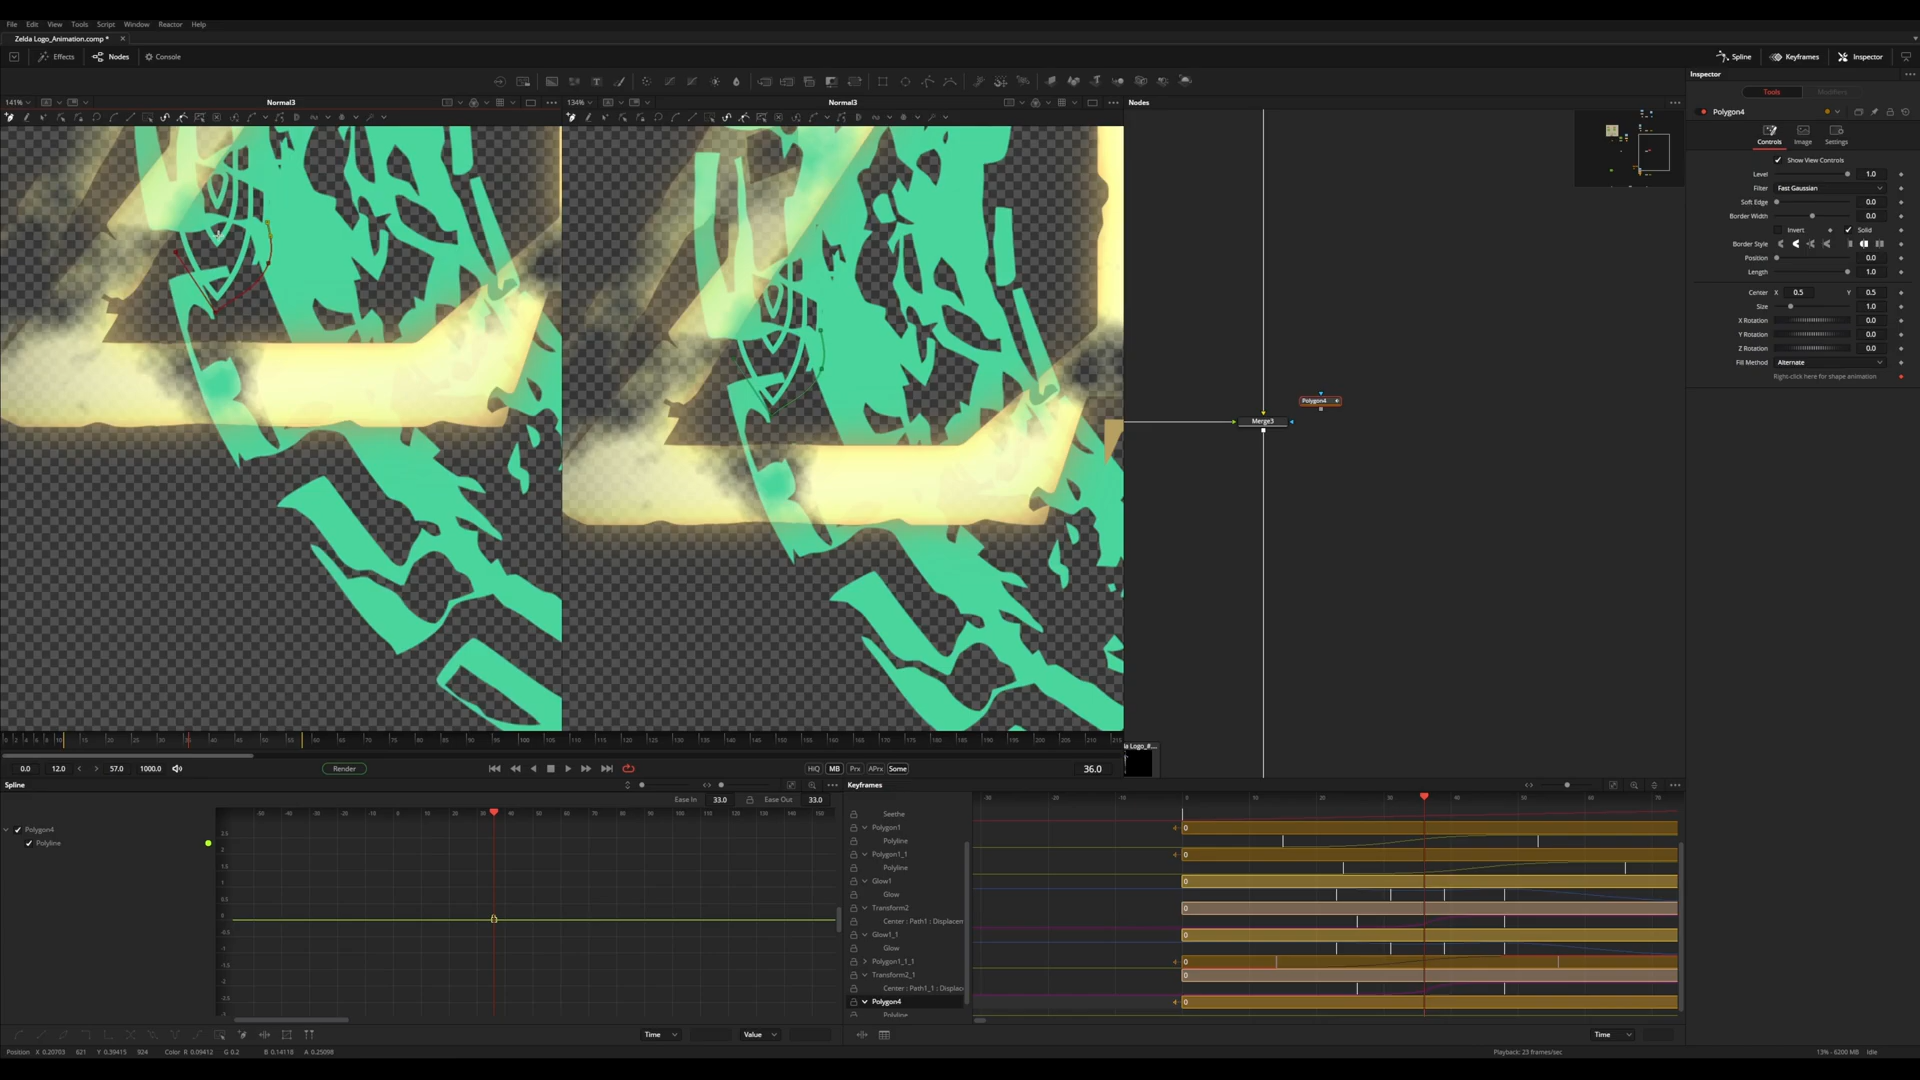 File Edit View Tools Script Window Reactor Help
Zelda Logo_Animation.comp *
Effects Nodes Console
Spline Keyframes Inspector
141% Normal3
134% Normal3
Nodes
Inspector
Tools Modifiers
Polygon4
Controls Image Settings
Show View Controls
Level 1.0
Filter Fast Gaussian
Soft Edge 0.0
Border Width 0.0
Invert Solid
Border Style
Position 0.0
Length 1.0
Center X 0.5 Y 0.5
Size 1.0
X Rotation 0.0
Y Rotation 0.0
Z Rotation 0.0
Fill Method Alternate
Right-click here for shape animation
Polygon4
Merge3
0.0 12.0 57.0 1000.0
Render
HiQ MB Prx APrx Some
36.0
Spline
Ease In 33.0 Ease Out 33.0
Polygon4
Polyline
Time Value
Keyframes
Seethe
Polygon1
Polyline
Polygon1_1
Polyline
Glow1
Glow
Transform2
Center : Path1 : Displacem
Glow1_1
Glow
Polygon1_1_1
Transform2_1
Center : Path1_1 : Displac
Polygon4
Polyline
Time
Position X 0.20703 621 Y 0.39415 924 Color R 0.09412 G 0.2 B 0.14118 A 0.25098
Playback: 23 frames/sec
13% - 6200 MB Idle